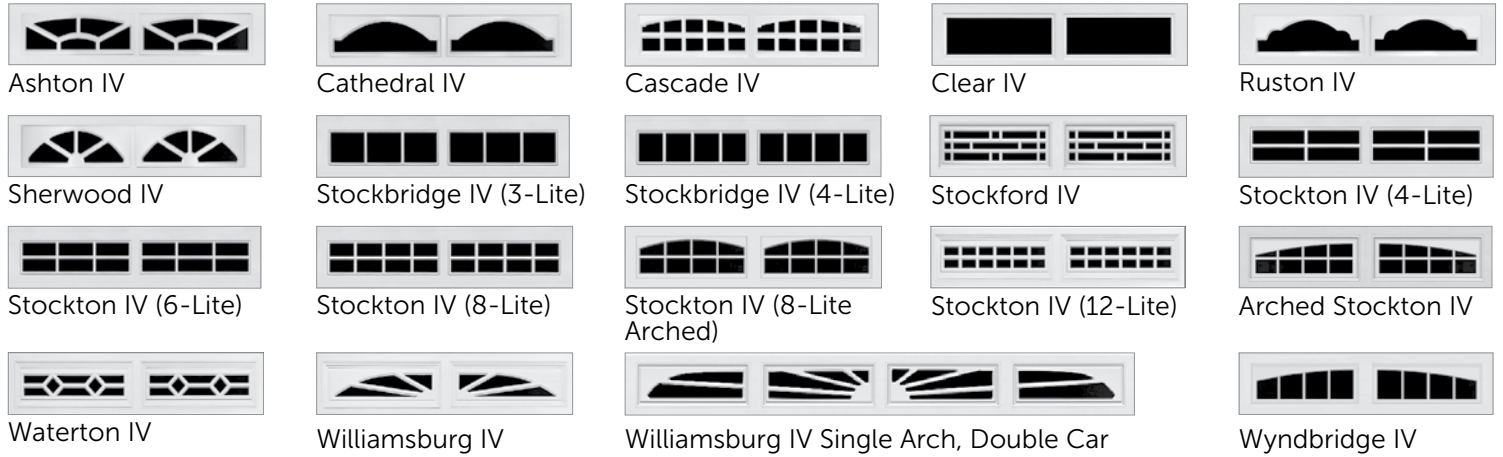 Ashton IV
Cathedral IV
Cascade IV
Clear IV
Ruston IV
Sherwood IV
Stockbridge IV (3-Lite)
Stockbridge IV (4-Lite)
Stockford IV
Stockton IV (4-Lite)
Stockton IV (6-Lite)
Stockton IV (8-Lite)
Stockton IV (8-Lite
Arched)
Stockton IV (12-Lite)
Arched Stockton IV
Waterton IV
Williamsburg IV
Williamsburg IV Single Arch, Double Car
Wyndbridge IV